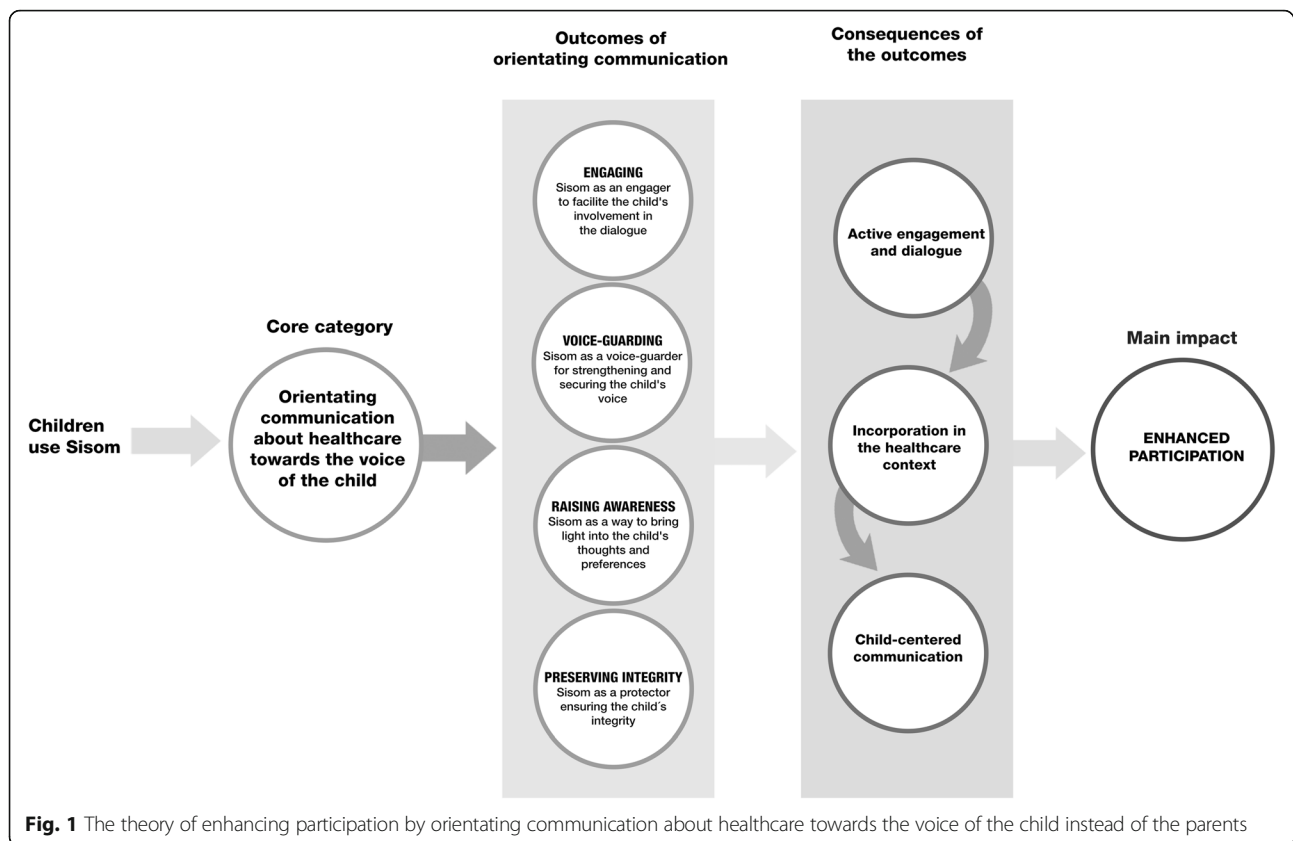 Children
use Sisom
Core category
Orientating
communication
about healthcare
towards the voice
of the child
Outcomes of
orientating communication
ENGAGING
Sisom as an engager
to facilite the child's
involvement in
the dialogue
VOICE-GUARDING
Sisom as a voice-guarder
for strengthening and
securing the child's
voice
RAISING AWARENESS
Sisom as a way to bring
light into the child's
thoughts and
preferences
PRESERVING INTEGRITY
Sisom as a protector
ensuring the child´s
integrity
Consequences of
the outcomes
Active engagement
and dialogue
Incorporation in
the healthcare
context
Child-centered
communication
Main impact
ENHANCED
PARTICIPATION
Fig. 1 The theory of enhancing participation by orientating communication about healthcare towards the voice of the child instead of the parents